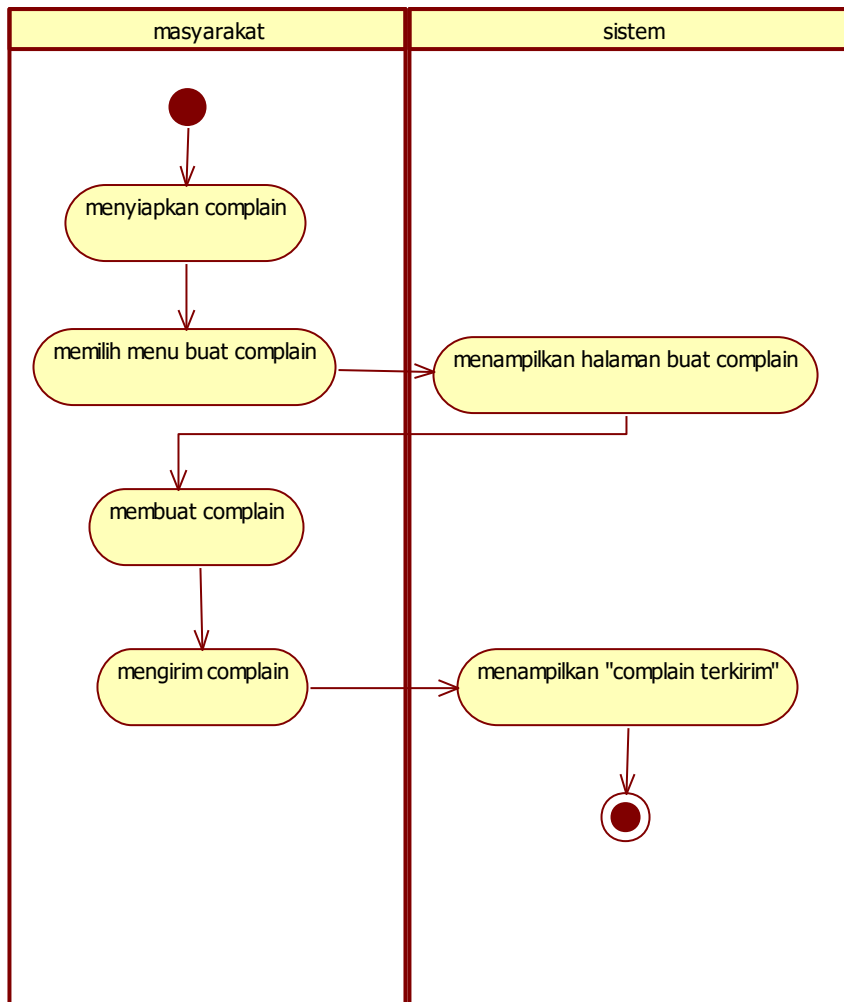 masyarakat
sistem
menyiapkan complain
memilih menu buat complain
menampilkan halaman buat complain
membuat complain
mengirim complain
menampilkan "complain terkirim"